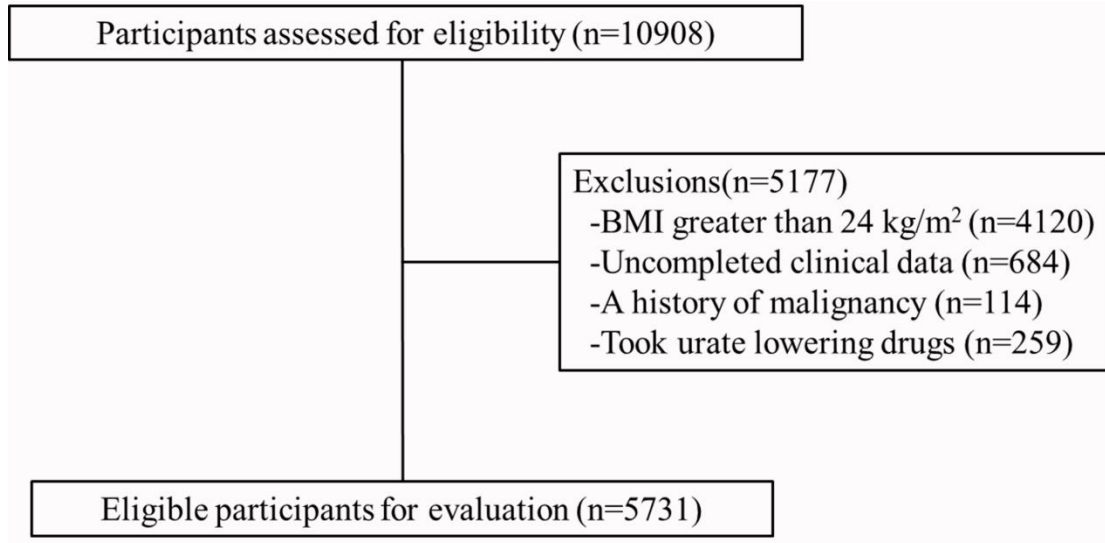 Participants assessed for eligibility (n=10908)
Exclusions(n=5177)
-BMI greater than 24 kg/m² (n=4120)
-Uncompleted clinical data (n=684)
-A history of malignancy (n=114)
-Took urate lowering drugs (n=259)
Eligible participants for evaluation (n=5731)